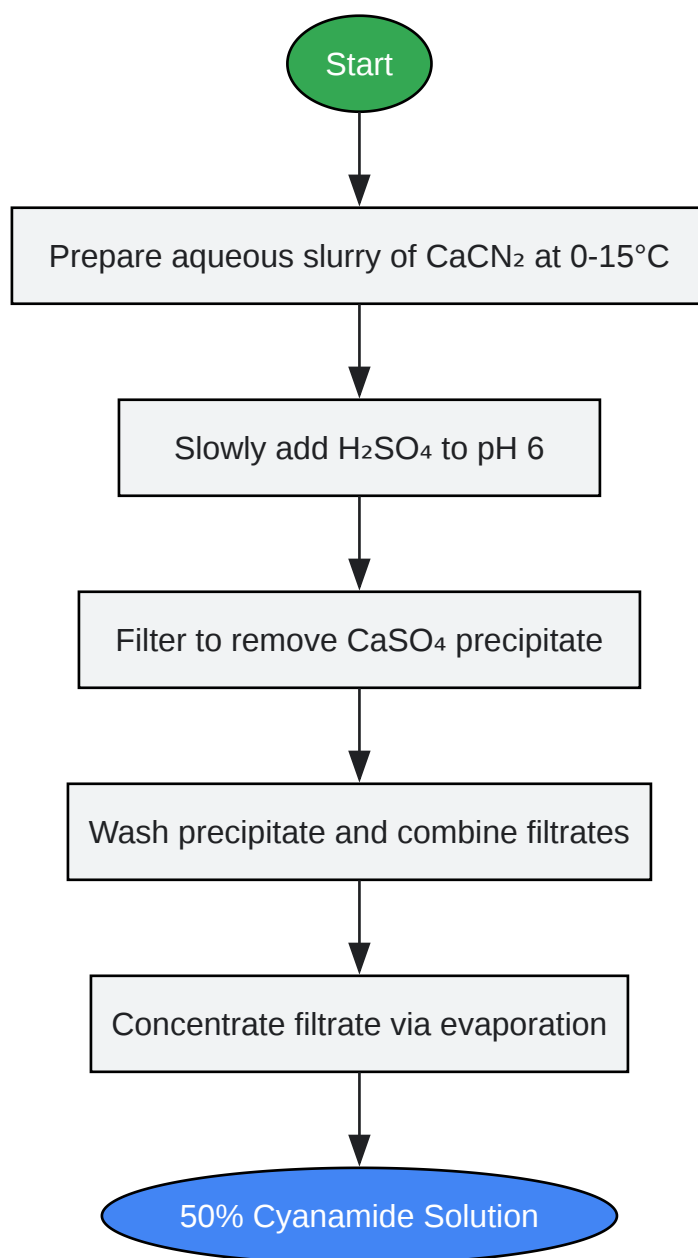 Start
Prepare aqueous slurry of CaCN₂ at 0-15°C
Slowly add H₂SO₄ to pH 6
Filter to remove CaSO₄ precipitate
Wash precipitate and combine filtrates
Concentrate filtrate via evaporation
50% Cyanamide Solution